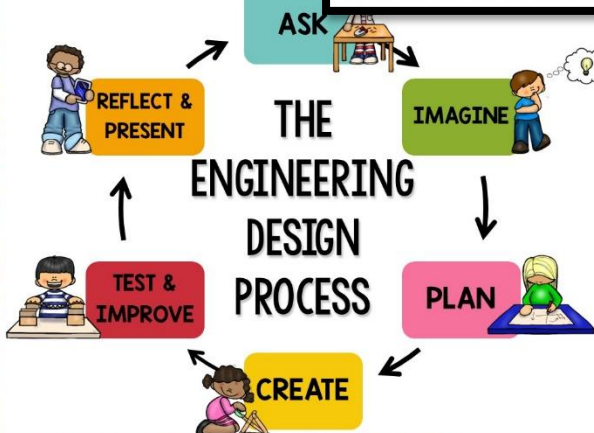 THE
ENGINEERING
DESIGN
PROCESS
ASK
IMAGINE
PLAN
CREATE
TEST &
IMPROVE
REFLECT &
PRESENT